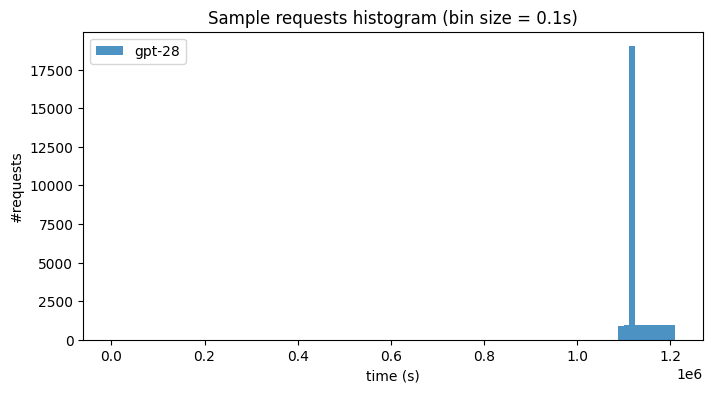 Sample requests histogram (bin size = 0.1s)
gpt-28
17500
15000
12500
10000
7500
5000
2500
0
#requests
0.0 0.2 0.4 0.6 0.8 1.0 1.2
1e6
time (s)